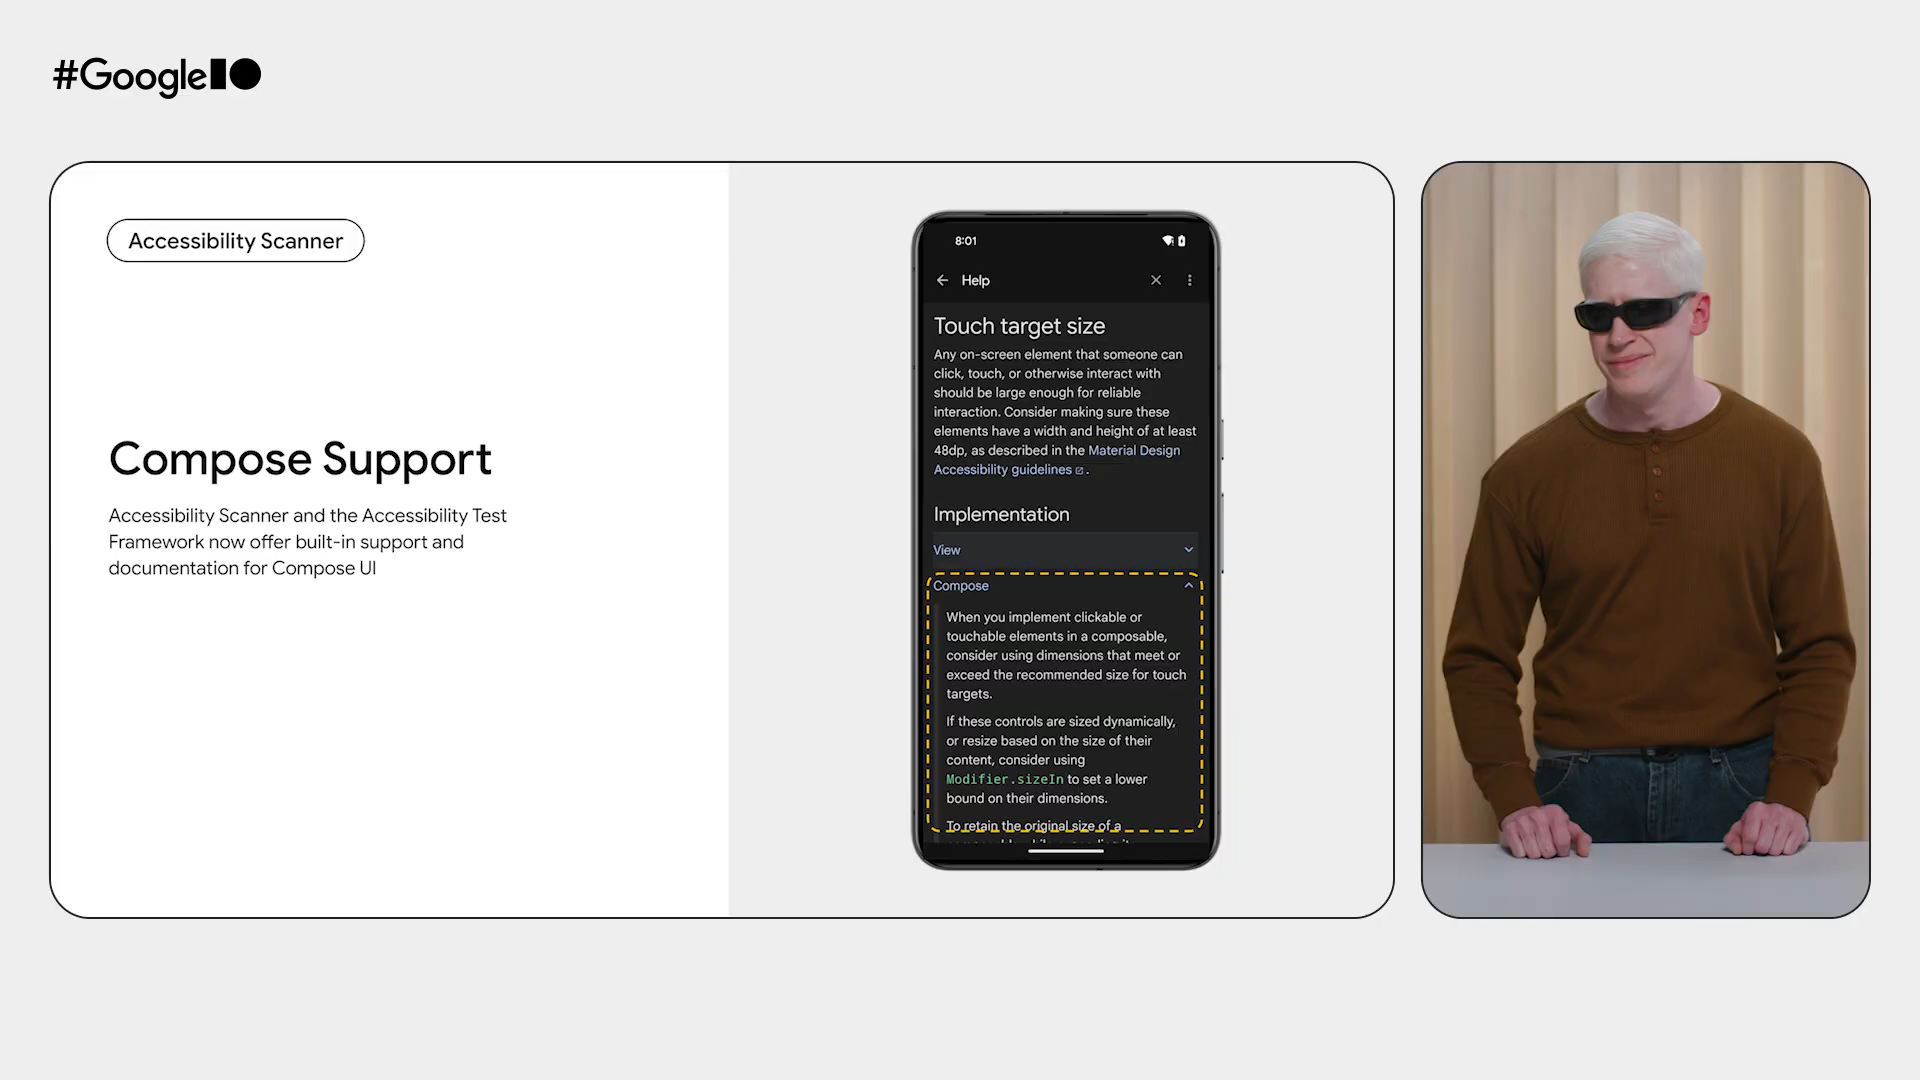 #GoogleIO
Accessibility Scanner
Compose Support
Accessibility Scanner and the Accessibility Test
Framework now offer built-in support and
documentation for Compose UI
8:01
Help
Touch target size
Any on-screen element that someone can
click, touch, or otherwise interact with
should be large enough for reliable
interaction. Consider making sure these
elements have a width and height of at least
48dp, as described in the Material Design
Accessibility guidelines.
Implementation
View
Compose
When you implement clickable or
touchable elements in a composable,
consider using dimensions that meet or
exceed the recommended size for touch
targets.
If these controls are sized dynamically,
or resize based on the size of their
content, consider using
Modifier.sizeIn to set a lower
bound on their dimensions.
To retain the original size of a